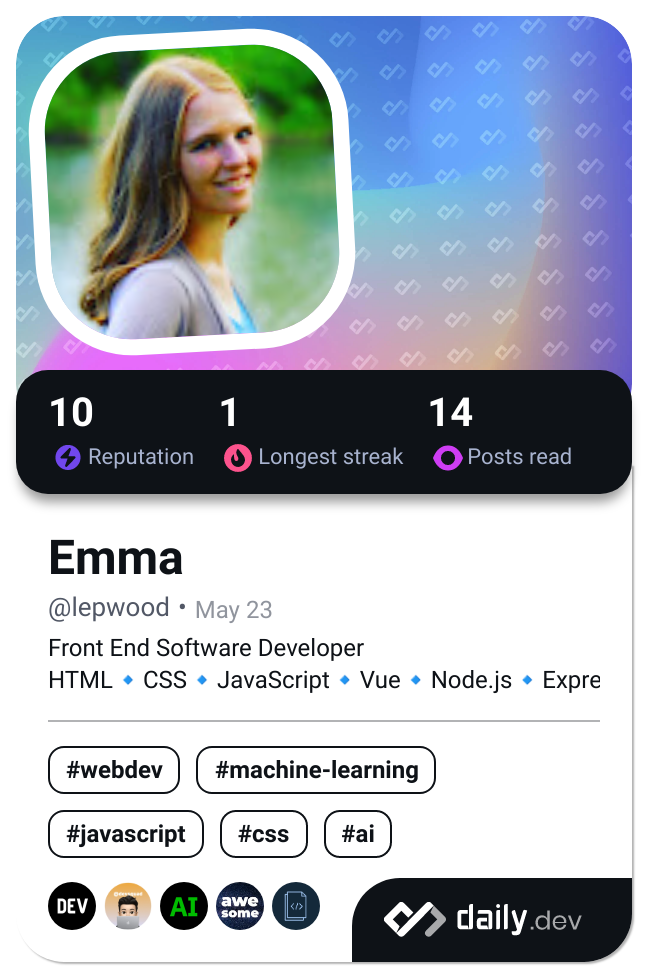 10 1 14
Reputation Longest streak Posts read
Emma
@lepwood • May 23
Front End Software Developer
HTML 🔹 CSS 🔹 JavaScript 🔹 Vue 🔹 Node.js 🔹 Expre
#webdev #machine-learning
#javascript #css #ai
DEV AI awe some </>
daily.dev